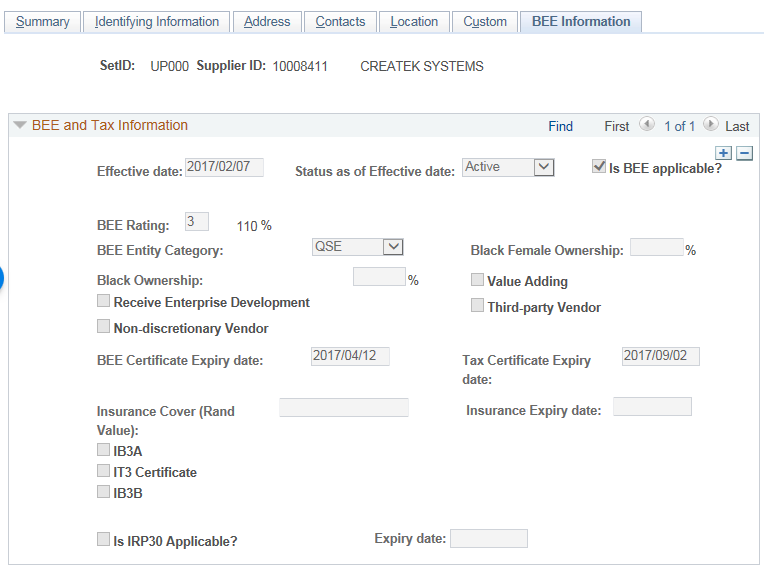 Summary Identifying Information Address Contacts Location Custom BEE Information
SetID: UP000 Supplier ID: 10008411 CREATEK SYSTEMS
BEE and Tax Information Find First 1 of 1 Last
Effective date: 2017/02/07 Status as of Effective date: Active Is BEE applicable?
BEE Rating: 3 110 %
BEE Entity Category: QSE Black Female Ownership: %
Black Ownership: % Value Adding
Receive Enterprise Development Third-party Vendor
Non-discretionary Vendor
BEE Certificate Expiry date: 2017/04/12 Tax Certificate Expiry 2017/09/02
date:
Insurance Cover (Rand Insurance Expiry date:
Value):
IB3A
IT3 Certificate
IB3B
Is IRP30 Applicable? Expiry date: